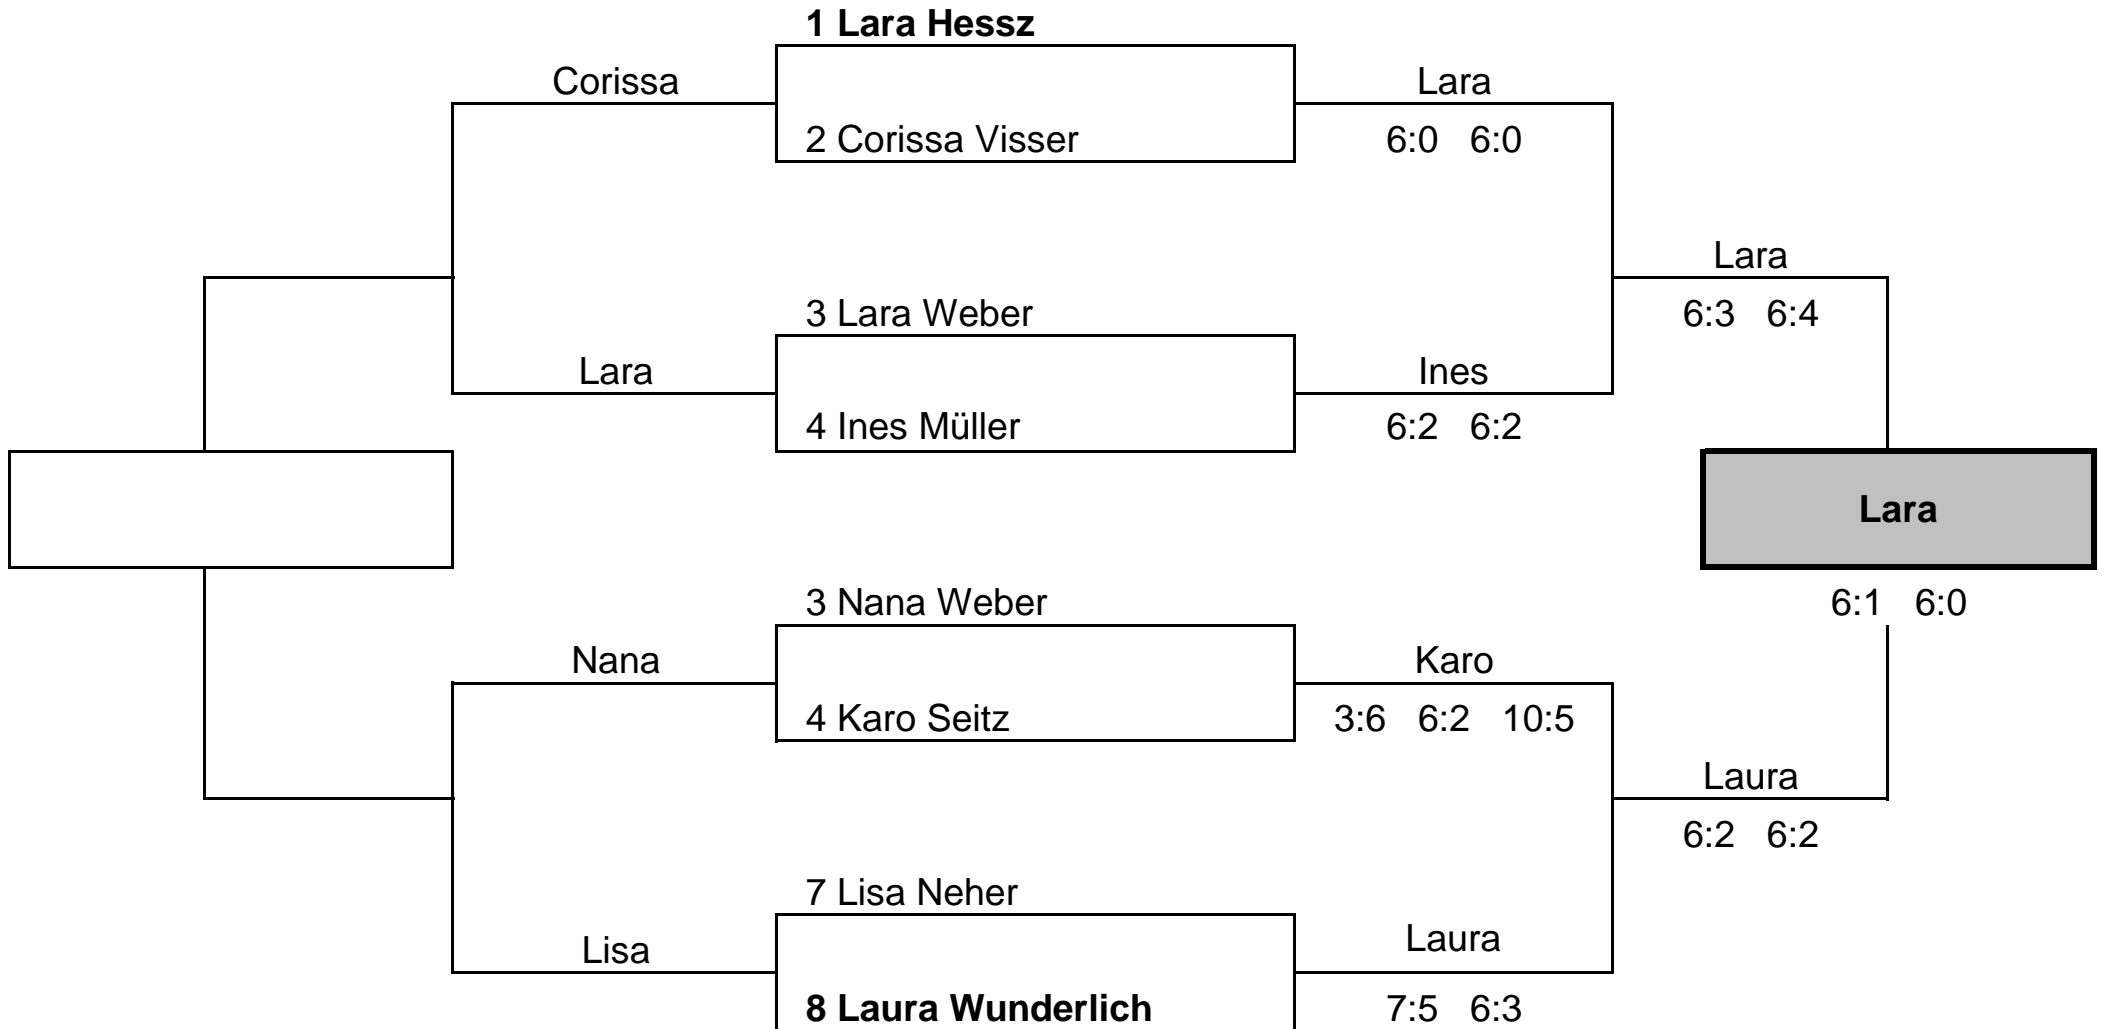 1 Lara Hessz
Corissa
Lara
2 Corissa Visser
6:0 6:0
Lara
3 Lara Weber
6:3 6:4
Lara
Ines
4 Ines Müller
6:2 6:2
Lara
3 Nana Weber
6:1 6:0
Nana
Karo
4 Karo Seitz
3:6 6:2 10:5
Laura
6:2 6:2
7 Lisa Neher
Lisa
Laura
8 Laura Wunderlich
7:5 6:3